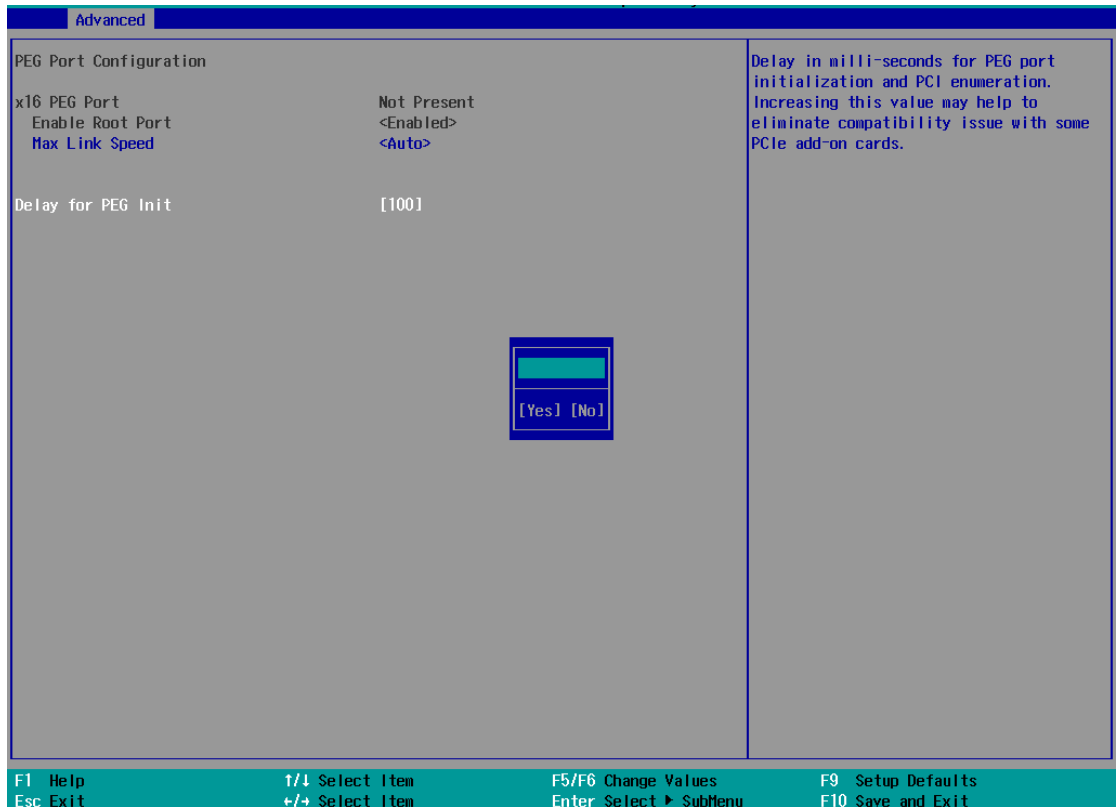 Advanced
PEG Port Configuration
x16 PEG Port Not Present
Enable Root Port <Enabled>
Max Link Speed <Auto>
Delay for PEG Init [100]
Delay in milli-seconds for PEG port
initialization and PCI enumeration.
Increasing this value may help to
eliminate compatibility issue with some
PCIe add-on cards.
[Yes] [No]
F1 Help ↑/↓ Select Item F5/F6 Change Values F9 Setup Defaults
Esc Exit ←/→ Select Item Enter Select ▶ SubMenu F10 Save and Exit